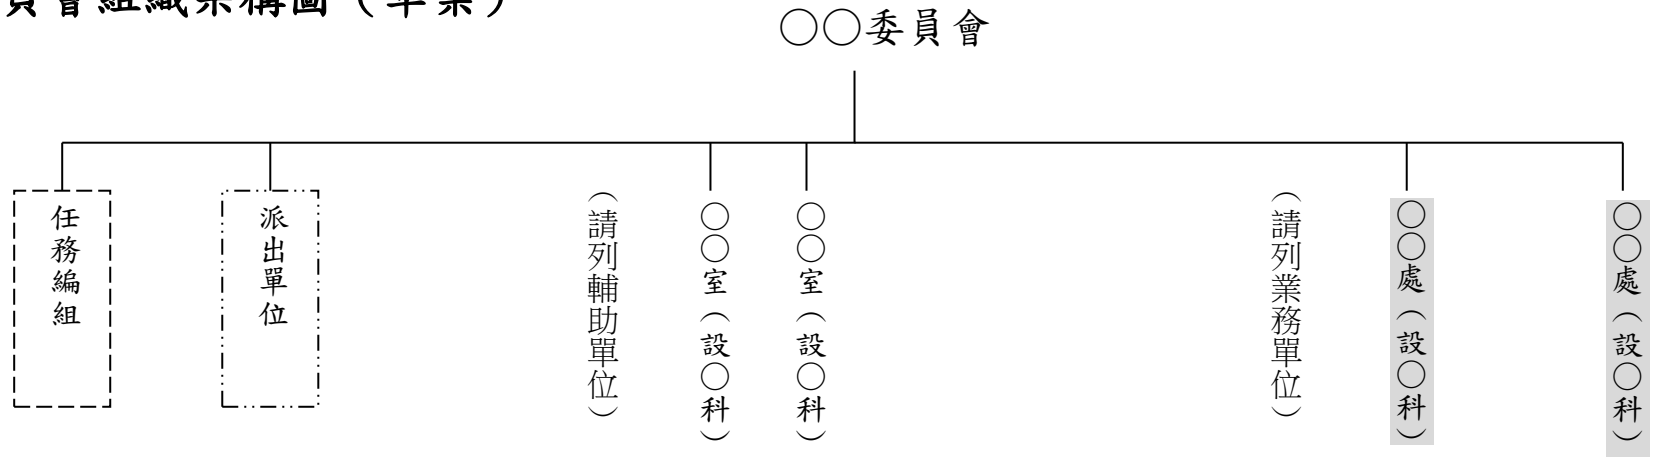 員會組織架構圖（草案）
○○委員會
○○處（設○科）
○○處（設○科）
（請列業務單位）
○○室（設○科）
○○室（設○科）
（請列輔助單位）
派出單位
任務編組